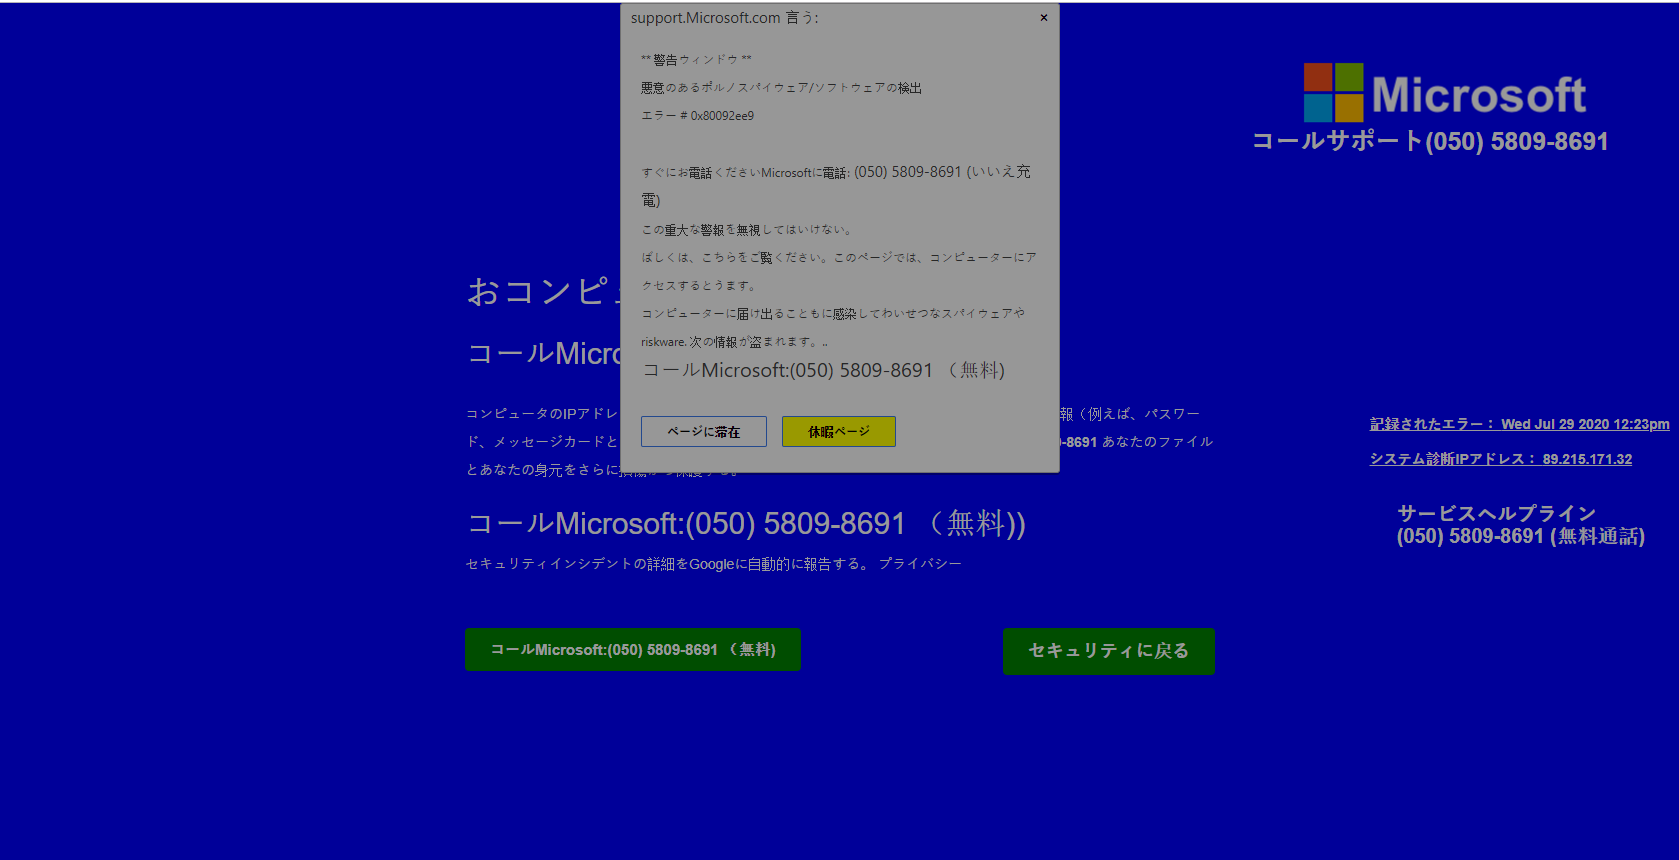 support.Microsoft.com 言う:
×
** 警告ウィンドウ **
悪意のあるポルノスパイウェア/ソフトウェアの検出
エラー # 0x80092ee9
すぐにお電話くださいMicrosoftに電話: (050) 5809-8691 (いいえ充
電)
この重大な警報を無視してはいけない。
ぱしくは、こちらをご覧ください。このページでは、コンピューターにア
クセスするとうます。
コンピューターに届け出ることもに感染してわいせつなスパイウェアや
riskware. 次の情報が盗まれます。..
コールMicrosoft:(050) 5809-8691 （無料)
ページに滞在
休暇ページ
Microsoft
コールサポート(050) 5809-8691
おコンピュ
コールMicro
コンピュータのIPアドレ
報（例えば、パスワー
ド、メッセージカードと
-8691 あなたのファイル
とあなたの身元をさらに
コールMicrosoft:(050) 5809-8691 （無料))
セキュリティインシデントの詳細をGoogleに自動的に報告する。 プライバシー
コールMicrosoft:(050) 5809-8691 （無料)
セキュリティに戻る
記録されたエラー： Wed Jul 29 2020 12:23pm
システム診断IPアドレス： 89.215.171.32
サービスヘルプライン
(050) 5809-8691 (無料通話)